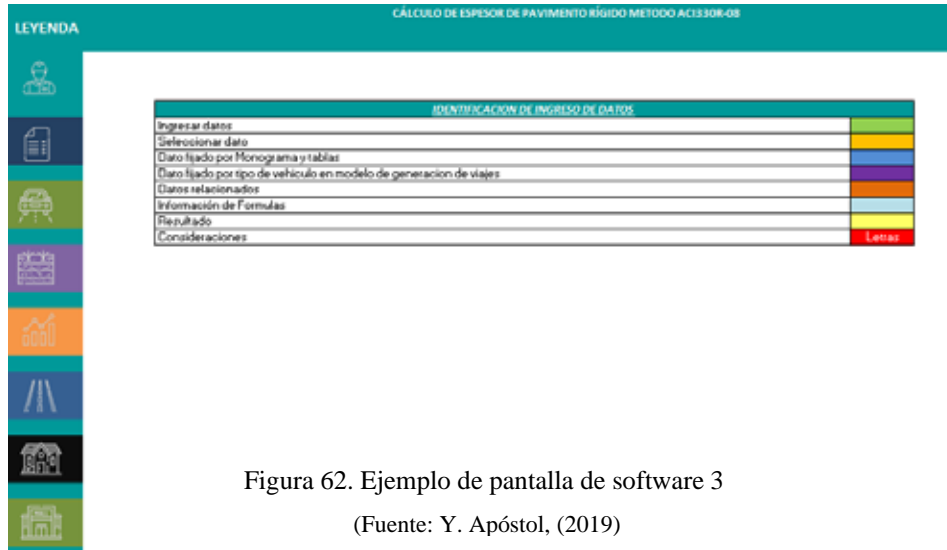 CÁLCULO DE ESPESOR DE PAVIMENTO RÍGIDO METODO ACI330R-08
LEYENDA
IDENTIFICACION DE INGRESO DE DATOS
Ingresar datos
Seleccionar dato
Dato fijado por Monograma y tablas
Dato fijado por tipo de vehiculo en modelo de generacion de viajes
Datos relacionados
Información de Formulas
Resultado
Consideraciones Letras
Figura 62. Ejemplo de pantalla de software 3
(Fuente: Y. Apóstol, (2019)